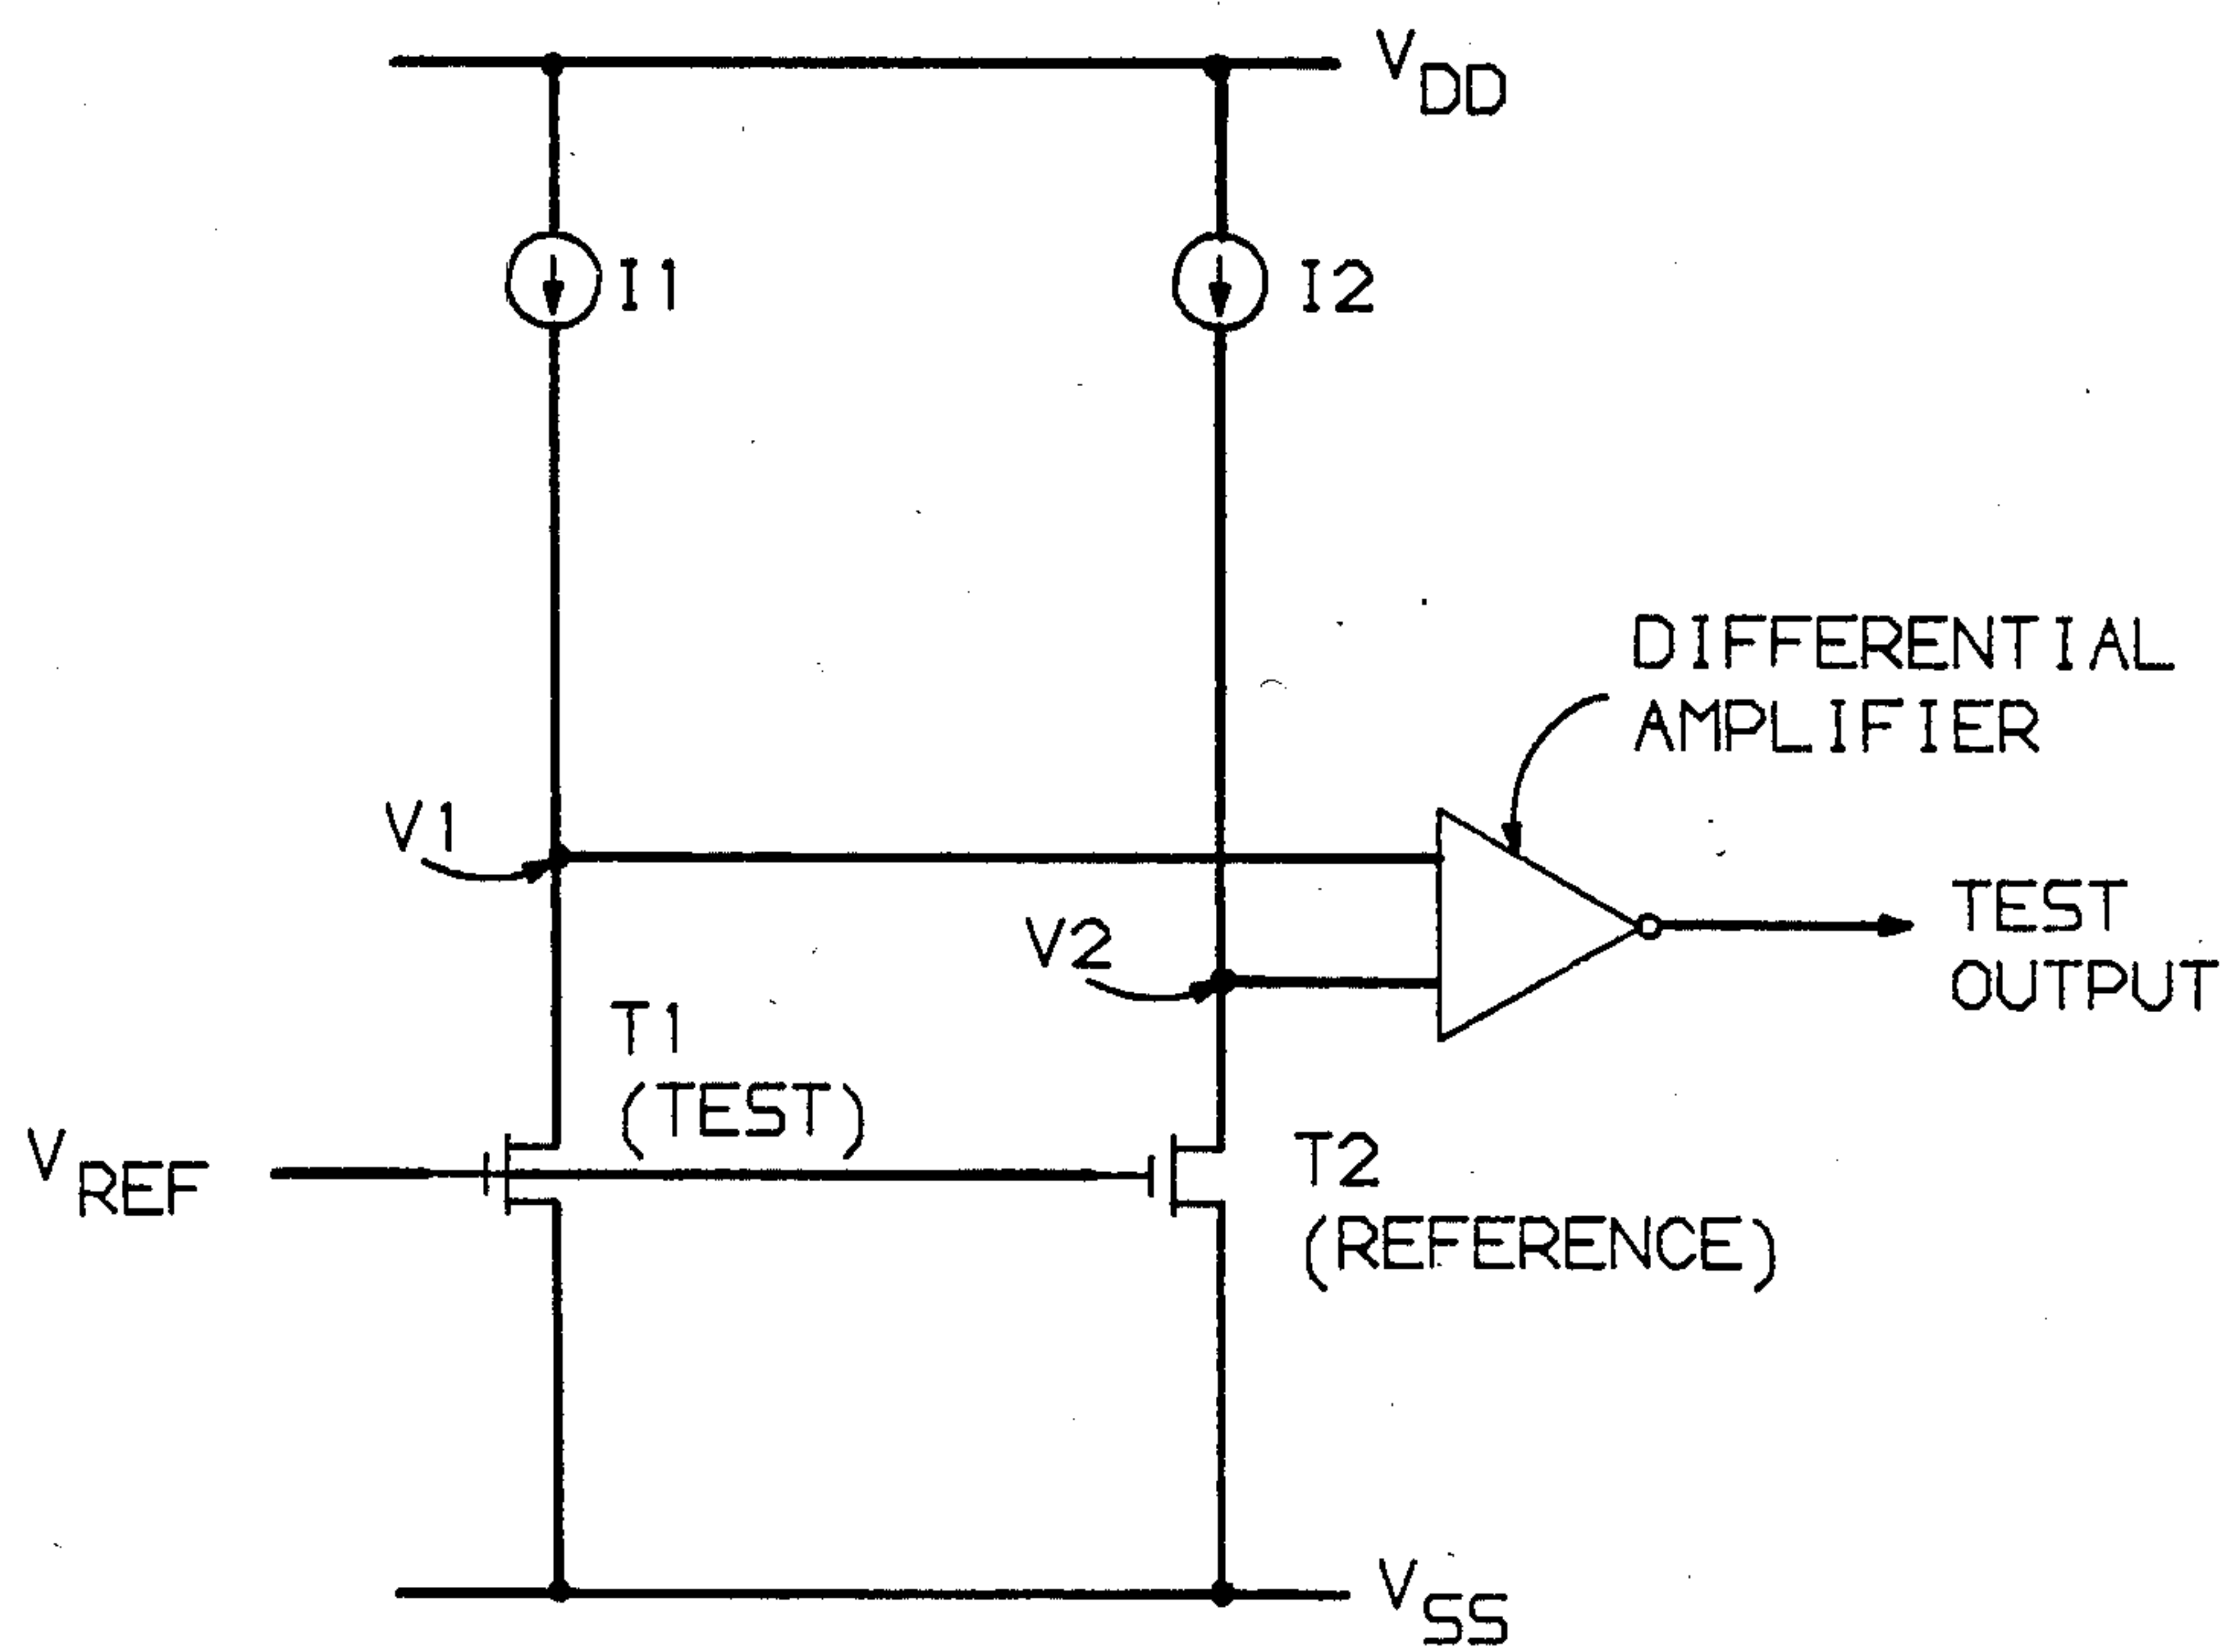 VDD
I1
I2
DIFFERENTIAL
AMPLIFIER
V1
V2
TEST
OUTPUT
T1
(TEST)
VREF
T2
(REFERENCE)
VSS